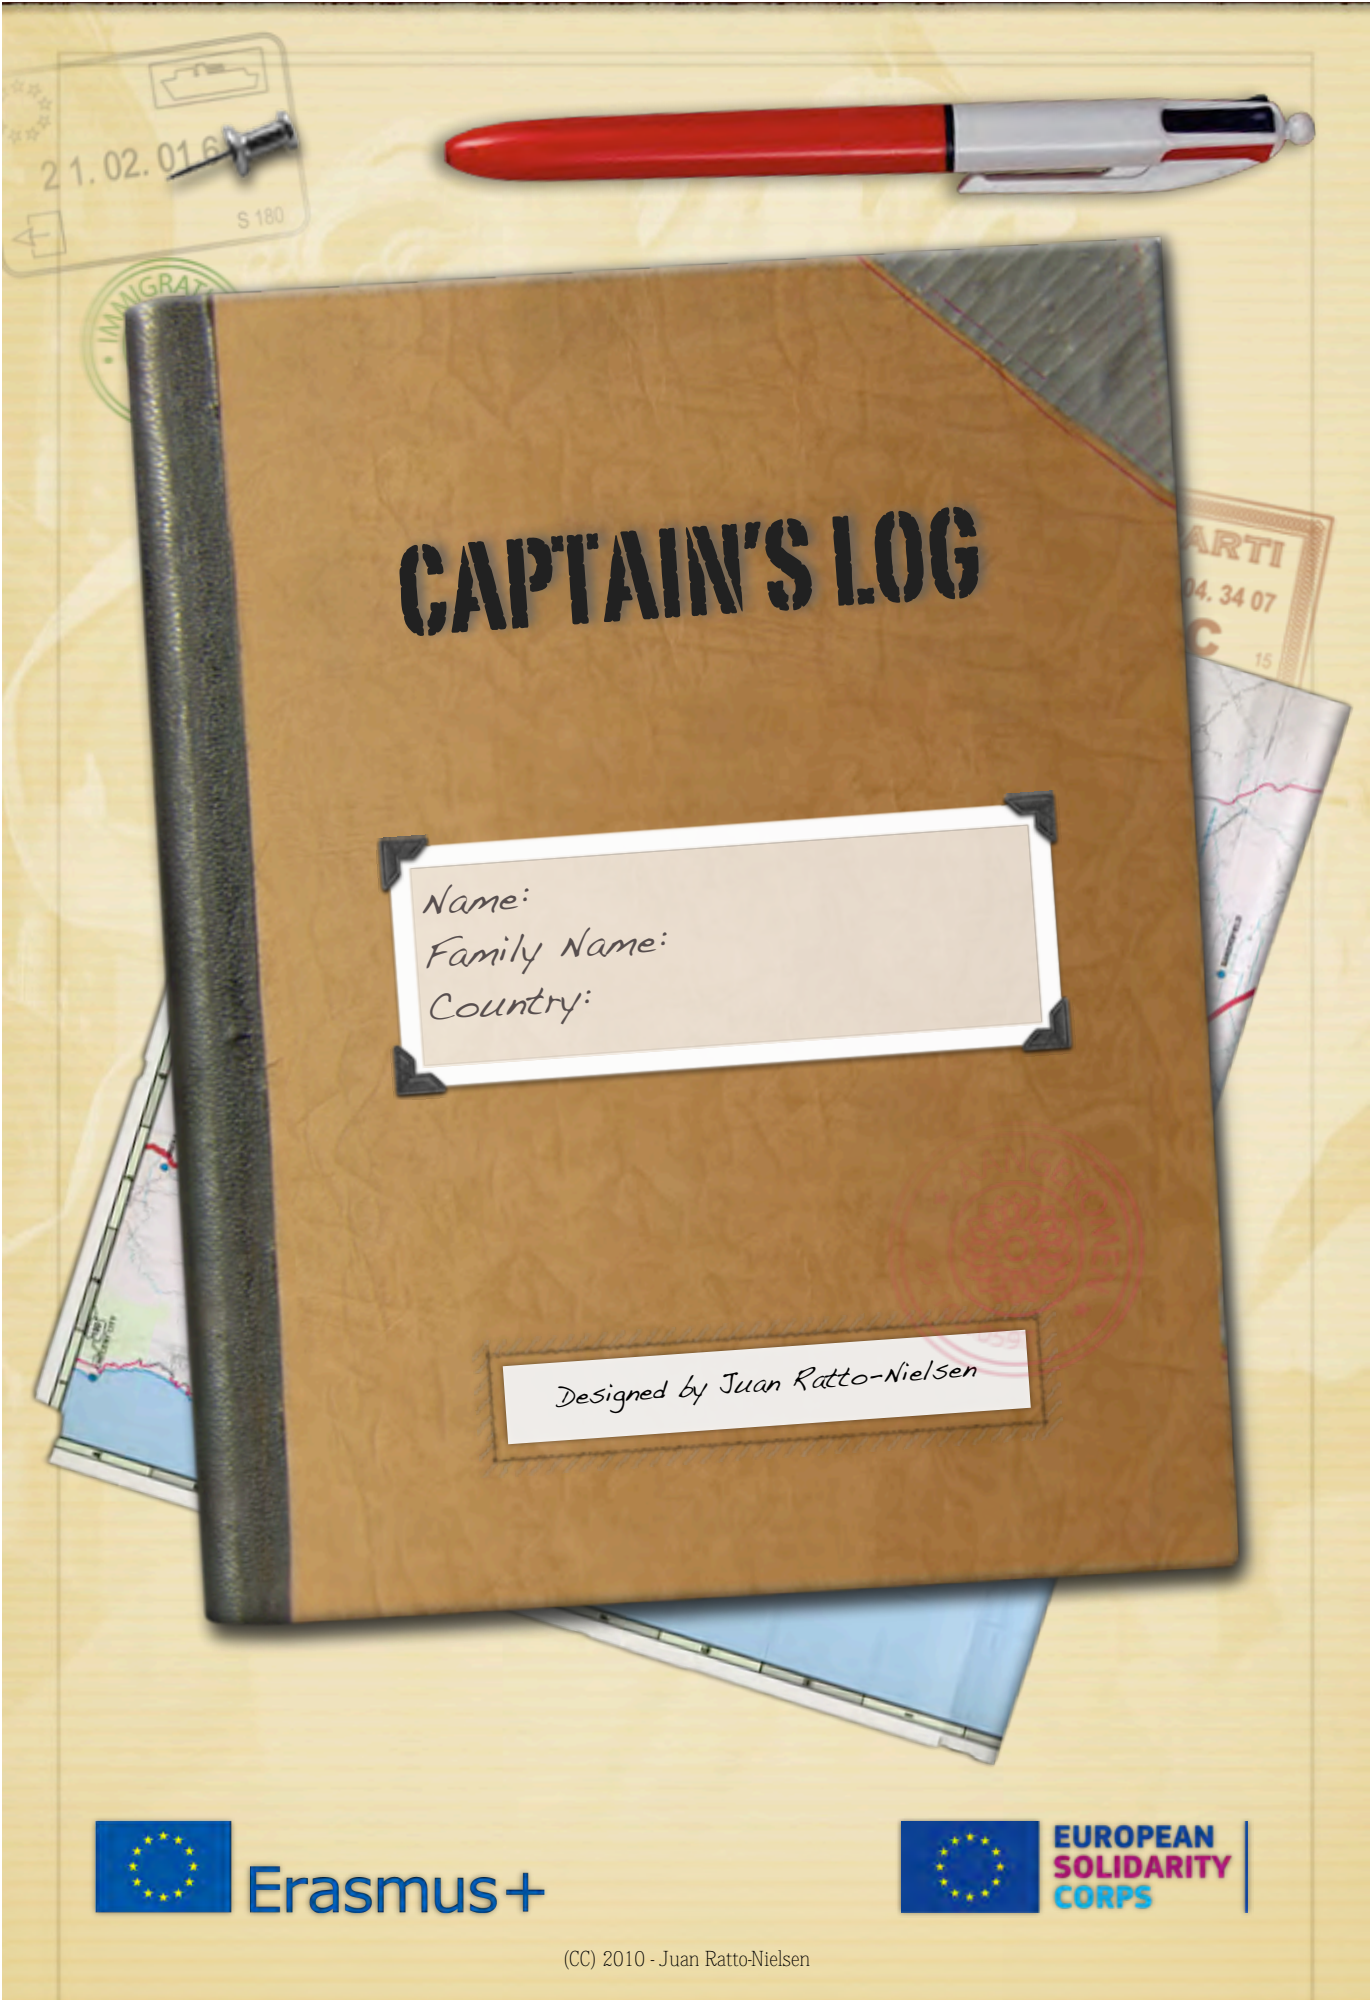 21. 02. 01 6
S 180
IMMIGRAT
CAPTAIN'S LOG
ARTI
04. 34 07
C
15
Name:
Family Name:
Country:
Designed by Juan Ratto-Nielsen
Erasmus+
EUROPEAN
SOLIDARITY
CORPS
(CC) 2010 - Juan Ratto-Nielsen